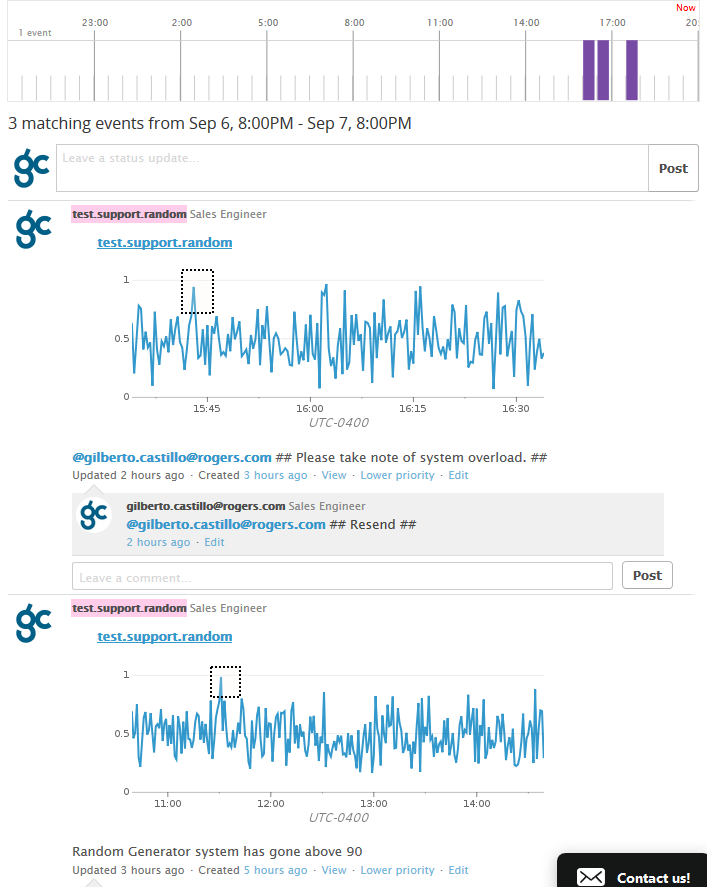 Now
23:00 2:00 5:00 8:00 11:00 14:00 17:00 20:
1 event
3 matching events from Sep 6, 8:00PM - Sep 7, 8:00PM
gc
Leave a status update...
Post
gc
test.support.random Sales Engineer
test.support.random
1
0.5
0
15:45 16:00 16:15 16:30
UTC-0400
@gilberto.castillo@rogers.com ## Please take note of system overload. ##
Updated 2 hours ago · Created 3 hours ago · View · Lower priority · Edit
gc
gilberto.castillo@rogers.com Sales Engineer
@gilberto.castillo@rogers.com ## Resend ##
2 hours ago · Edit
Leave a comment...
Post
gc
test.support.random Sales Engineer
test.support.random
1
0.5
0
11:00 12:00 13:00 14:00
UTC-0400
Random Generator system has gone above 90
Updated 3 hours ago · Created 5 hours ago · View · Lower priority · Edit
Contact us!